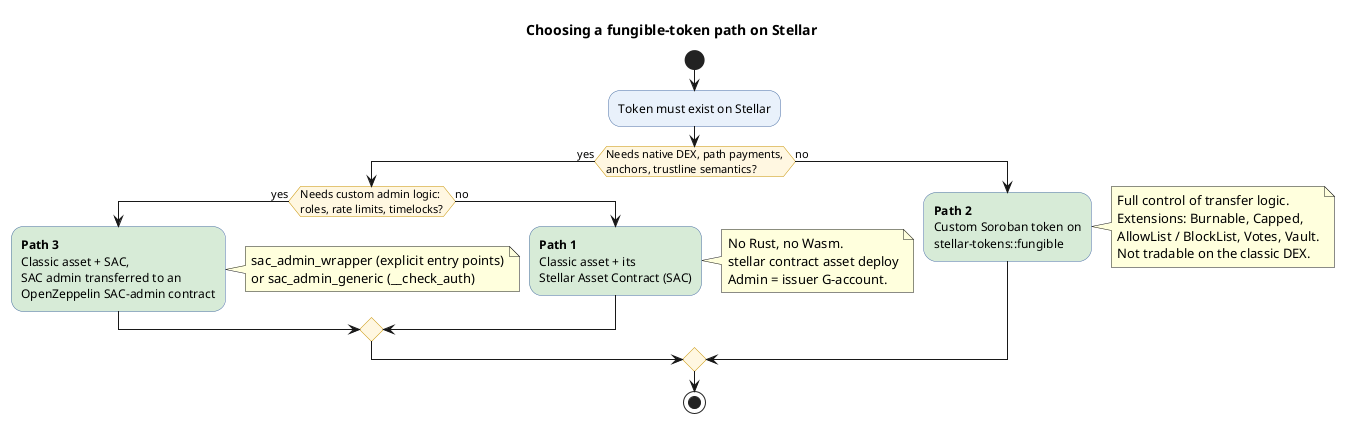 Choosing a fungible-token path on Stellar
Token must exist on Stellar
yes
Needs native DEX, path payments,
anchors, trustline semantics?
no
yes
Needs custom admin logic:
roles, rate limits, timelocks?
no
Path 3
Classic asset + SAC,
SAC admin transferred to an
OpenZeppelin SAC-admin contract
sac_admin_wrapper (explicit entry points)
or sac_admin_generic (__check_auth)
Path 1
Classic asset + its
Stellar Asset Contract (SAC)
No Rust, no Wasm.
stellar contract asset deploy
Admin = issuer G-account.
Path 2
Custom Soroban token on
stellar-tokens::fungible
Full control of transfer logic.
Extensions: Burnable, Capped,
AllowList / BlockList, Votes, Vault.
Not tradable on the classic DEX.